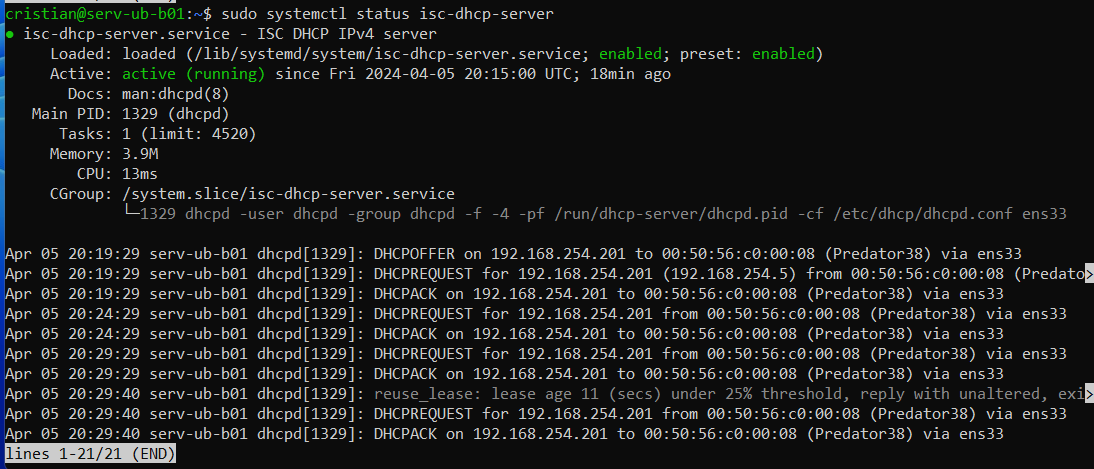 cristian@serv-ub-b01:~$ sudo systemctl status isc-dhcp-server
● isc-dhcp-server.service - ISC DHCP IPv4 server
Loaded: loaded (/lib/systemd/system/isc-dhcp-server.service; enabled; preset: enabled)
Active: active (running) since Fri 2024-04-05 20:15:00 UTC; 18min ago
Docs: man:dhcpd(8)
Main PID: 1329 (dhcpd)
Tasks: 1 (limit: 4520)
Memory: 3.9M
CPU: 13ms
CGroup: /system.slice/isc-dhcp-server.service
└─1329 dhcpd -user dhcpd -group dhcpd -f -4 -pf /run/dhcp-server/dhcpd.pid -cf /etc/dhcp/dhcpd.conf ens33
Apr 05 20:19:29 serv-ub-b01 dhcpd[1329]: DHCPOFFER on 192.168.254.201 to 00:50:56:c0:00:08 (Predator38) via ens33
Apr 05 20:19:29 serv-ub-b01 dhcpd[1329]: DHCPREQUEST for 192.168.254.201 (192.168.254.5) from 00:50:56:c0:00:08 (Predato>
Apr 05 20:19:29 serv-ub-b01 dhcpd[1329]: DHCPACK on 192.168.254.201 to 00:50:56:c0:00:08 (Predator38) via ens33
Apr 05 20:24:29 serv-ub-b01 dhcpd[1329]: DHCPREQUEST for 192.168.254.201 from 00:50:56:c0:00:08 (Predator38) via ens33
Apr 05 20:24:29 serv-ub-b01 dhcpd[1329]: DHCPACK on 192.168.254.201 to 00:50:56:c0:00:08 (Predator38) via ens33
Apr 05 20:29:29 serv-ub-b01 dhcpd[1329]: DHCPREQUEST for 192.168.254.201 from 00:50:56:c0:00:08 (Predator38) via ens33
Apr 05 20:29:29 serv-ub-b01 dhcpd[1329]: DHCPACK on 192.168.254.201 to 00:50:56:c0:00:08 (Predator38) via ens33
Apr 05 20:29:40 serv-ub-b01 dhcpd[1329]: reuse_lease: lease age 11 (secs) under 25% threshold, reply with unaltered, exi>
Apr 05 20:29:40 serv-ub-b01 dhcpd[1329]: DHCPREQUEST for 192.168.254.201 from 00:50:56:c0:00:08 (Predator38) via ens33
Apr 05 20:29:40 serv-ub-b01 dhcpd[1329]: DHCPACK on 192.168.254.201 to 00:50:56:c0:00:08 (Predator38) via ens33
lines 1-21/21 (END)